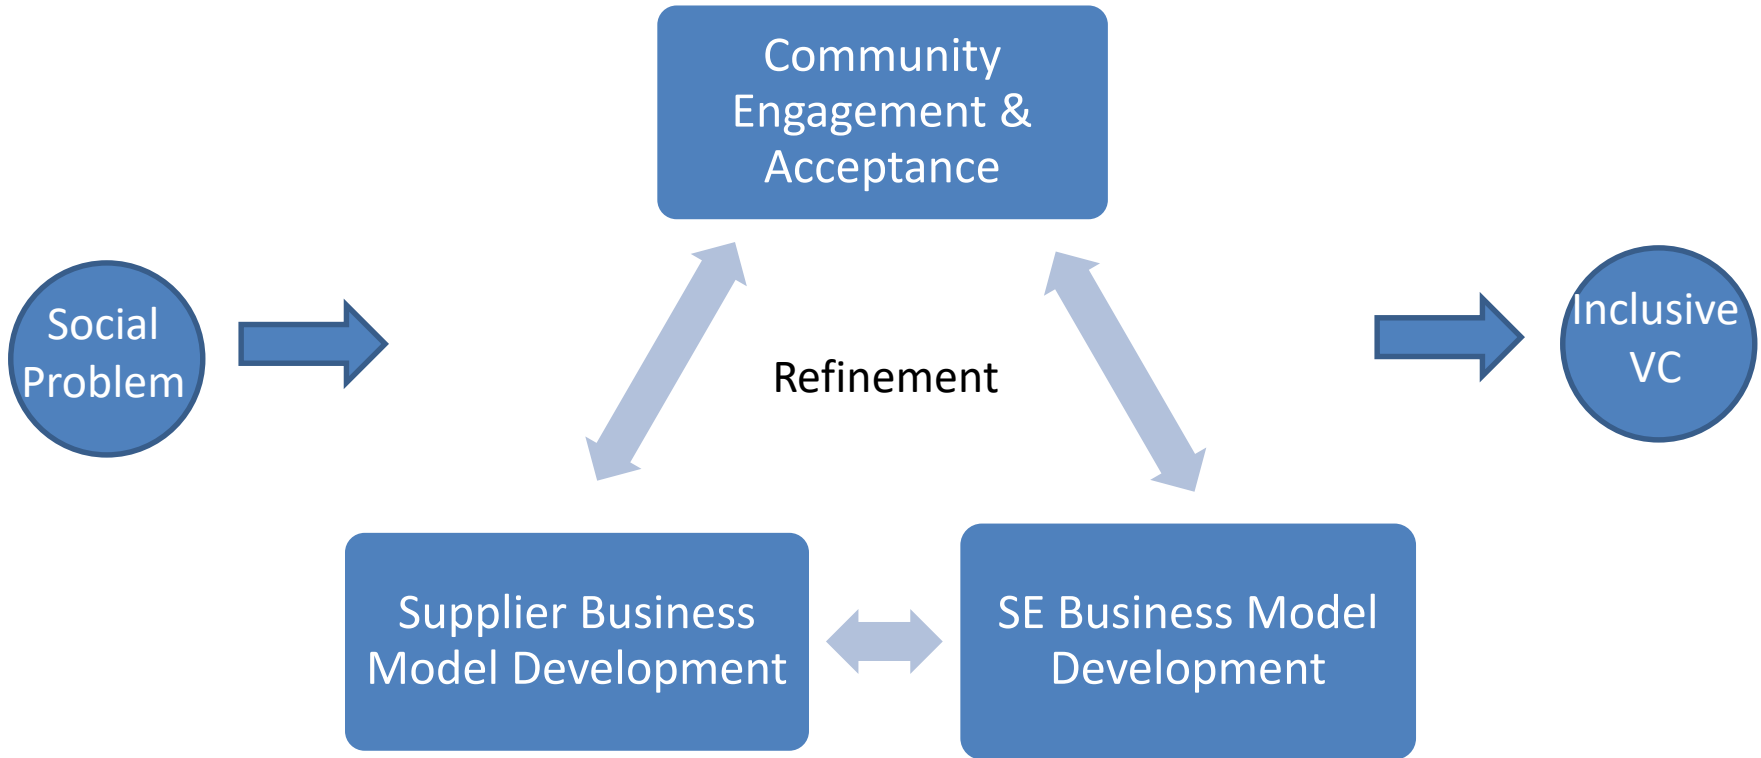 Community
Engagement &
Acceptance
Social
Problem
Refinement
Inclusive
VC
Supplier Business
Model Development
SE Business Model
Development